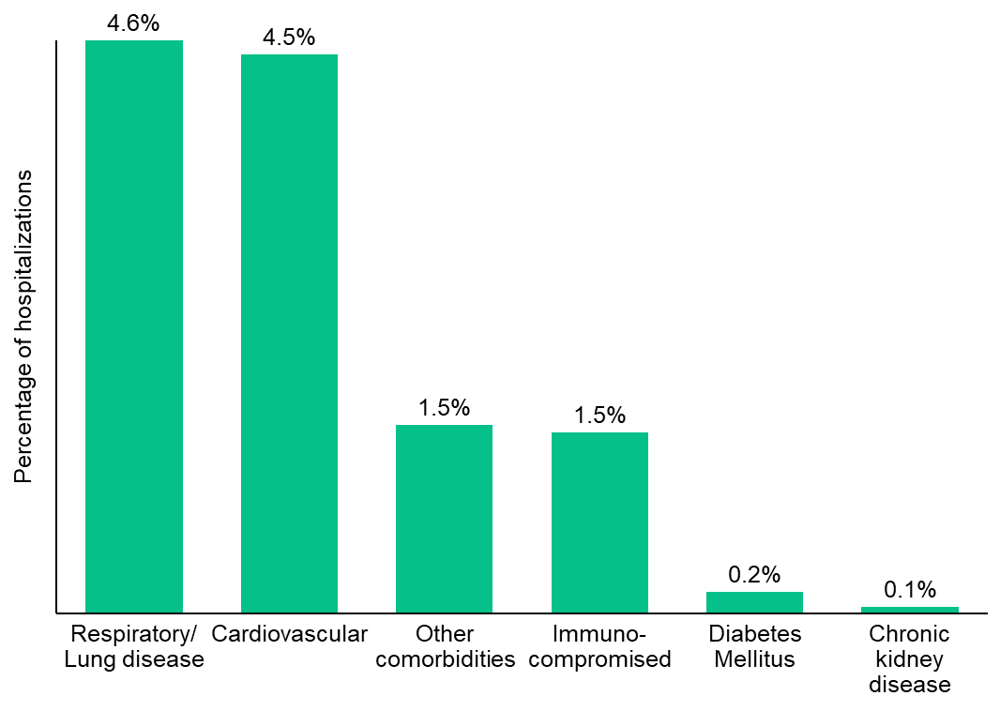 4.6%
4.5%
1.5%
1.5%
0.2%
0.1%
Percentage of hospitalizations
Respiratory/
Lung disease
Cardiovascular
Other
comorbidities
Immuno-
compromised
Diabetes
Mellitus
Chronic
kidney
disease